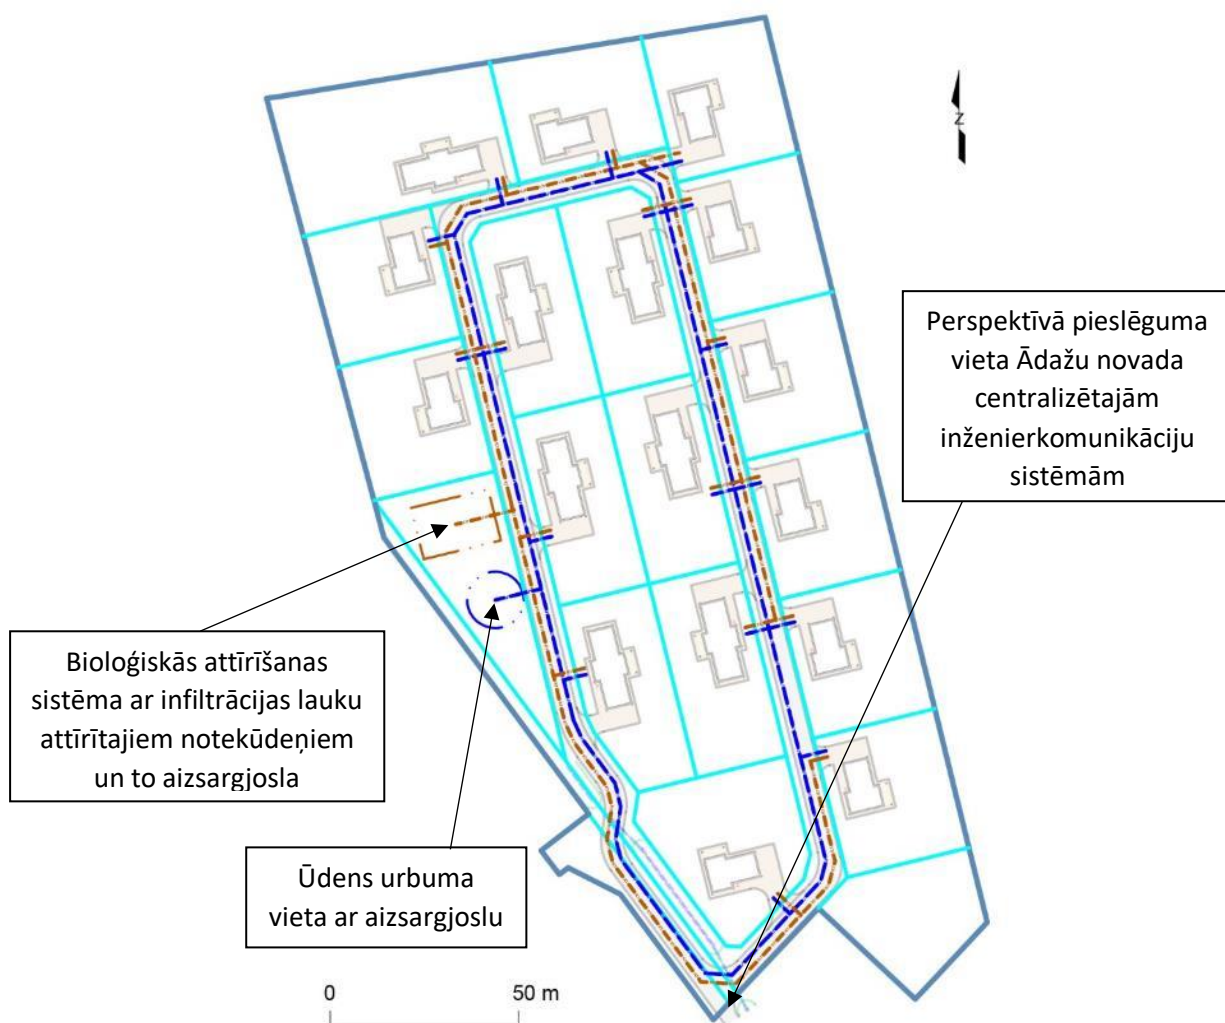 Z
Perspektīvā pieslēguma
vieta Ādažu novada
centralizētajām
inženierkomunikāciju
sistēmām
Bioloģiskās attīrīšanas
sistēma ar infiltrācijas lauku
attīrītajiem notekūdeņiem
un to aizsargjosla
Ūdens urbuma
vieta ar aizsargjoslu
0 50 m